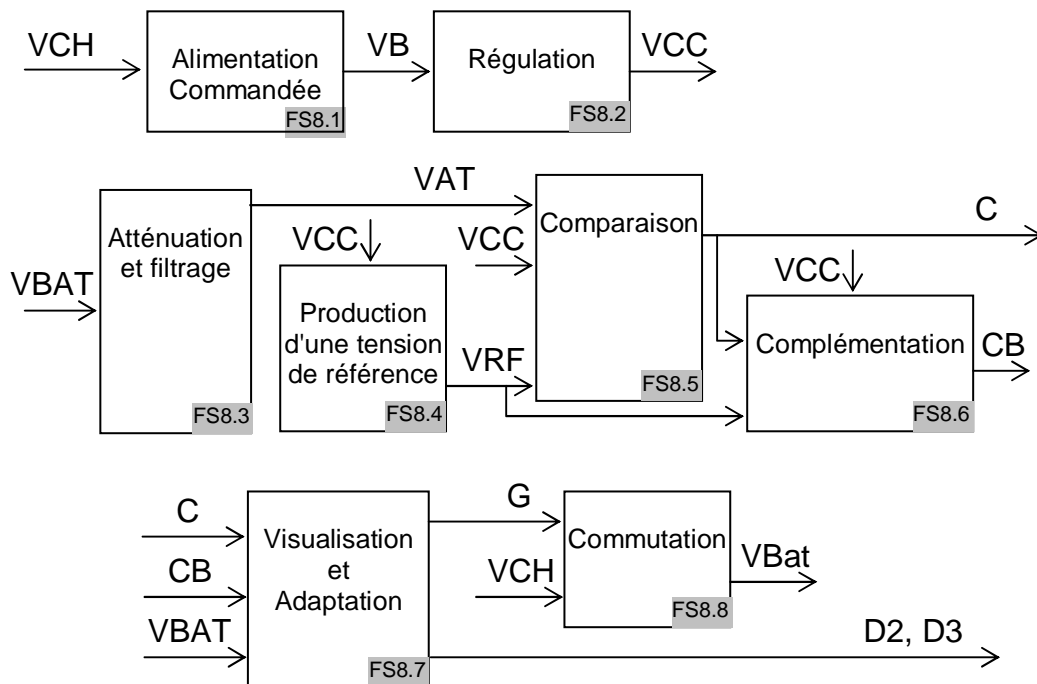 VCH
Alimentation
Commandée
FS8.1
VB
Régulation
FS8.2
VCC
VBAT
Atténuation
et filtrage
FS8.3
VAT
VCC
Production
d'une tension
de référence
FS8.4
VRF
VCC
Comparaison
FS8.5
C
VCC
Complémentation
FS8.6
CB
C
CB
VBAT
Visualisation
et
Adaptation
FS8.7
G
VCH
Commutation
FS8.8
VBat
D2, D3